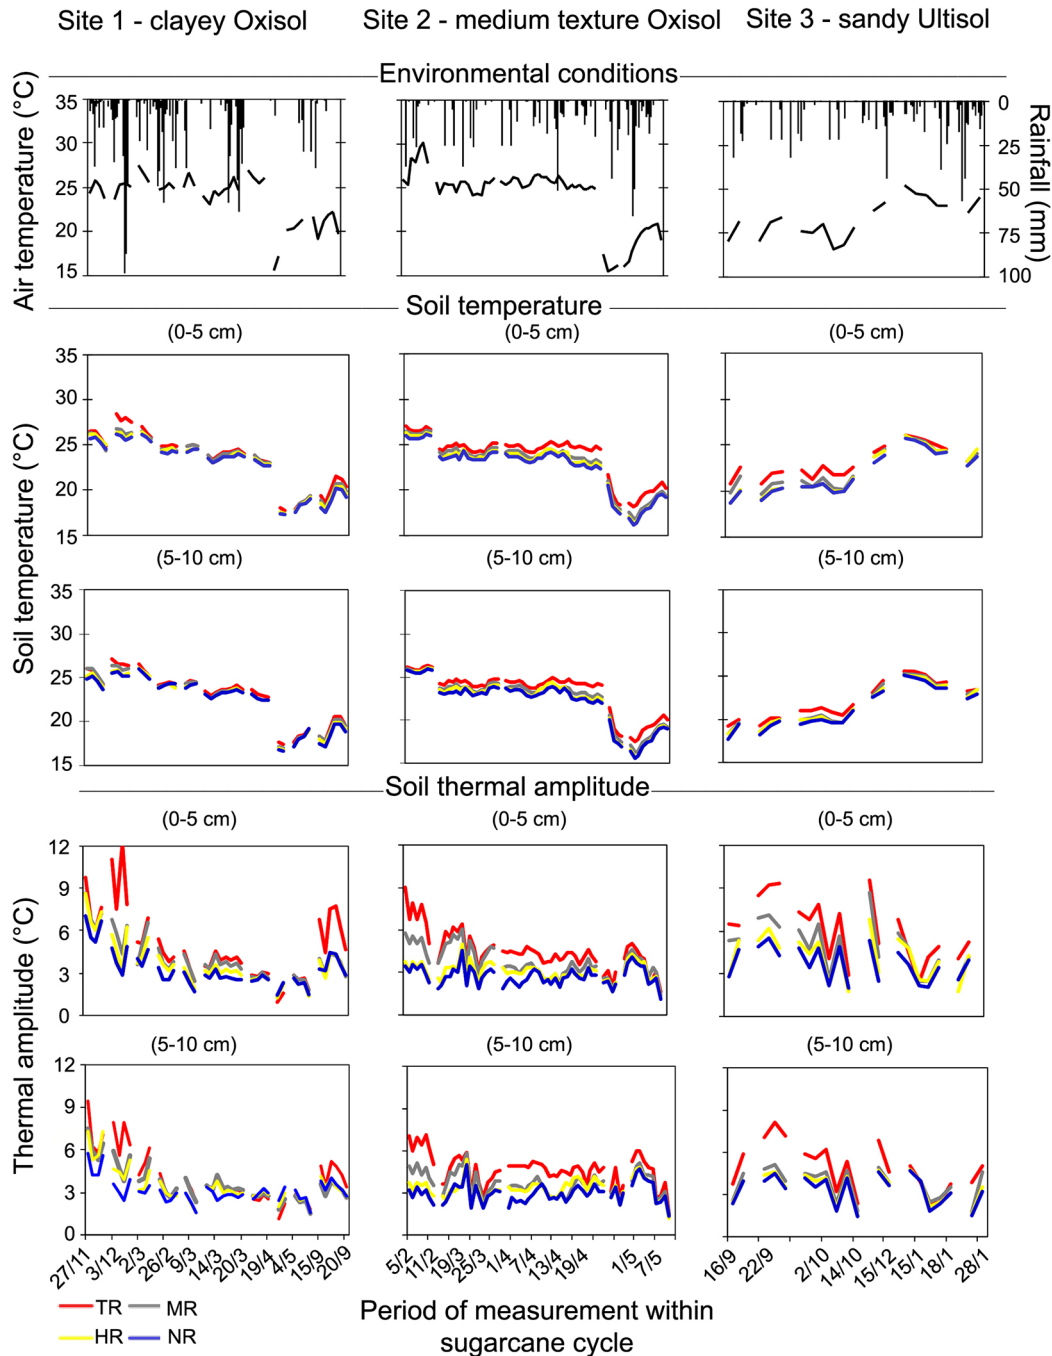 Site 1 - clayey Oxisol
Site 2 - medium texture Oxisol
Site 3 - sandy Ultisol
Environmental conditions
Air temperature (°C)
35
30
25
20
15
0
25
50
75
100
Rainfall (mm)
Soil temperature
(0-5 cm)
(0-5 cm)
(0-5 cm)
Soil temperature (°C)
35
30
25
20
15
(5-10 cm)
(5-10 cm)
(5-10 cm)
35
30
25
20
15
Soil thermal amplitude
(0-5 cm)
(0-5 cm)
(0-5 cm)
Thermal amplitude (°C)
12
9
6
3
0
(5-10 cm)
(5-10 cm)
(5-10 cm)
12
9
6
3
0
27/11
3/12
2/3
26/2
9/3
14/3
20/3
19/4
4/5
15/9
20/9
5/2
11/2
19/3
25/3
1/4
7/4
13/4
19/4
1/5
7/5
16/9
22/9
2/10
14/10
15/12
15/1
18/1
28/1
TR
MR
HR
NR
Period of measurement within
sugarcane cycle